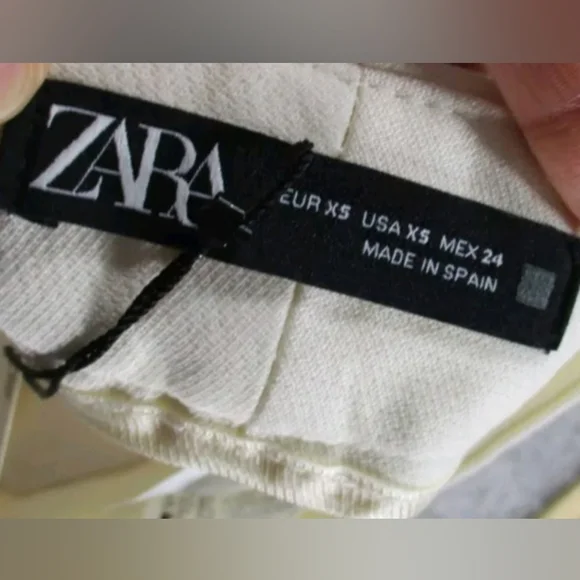 ZARA
EUR XS USA XS MEX 24
MADE IN SPAIN